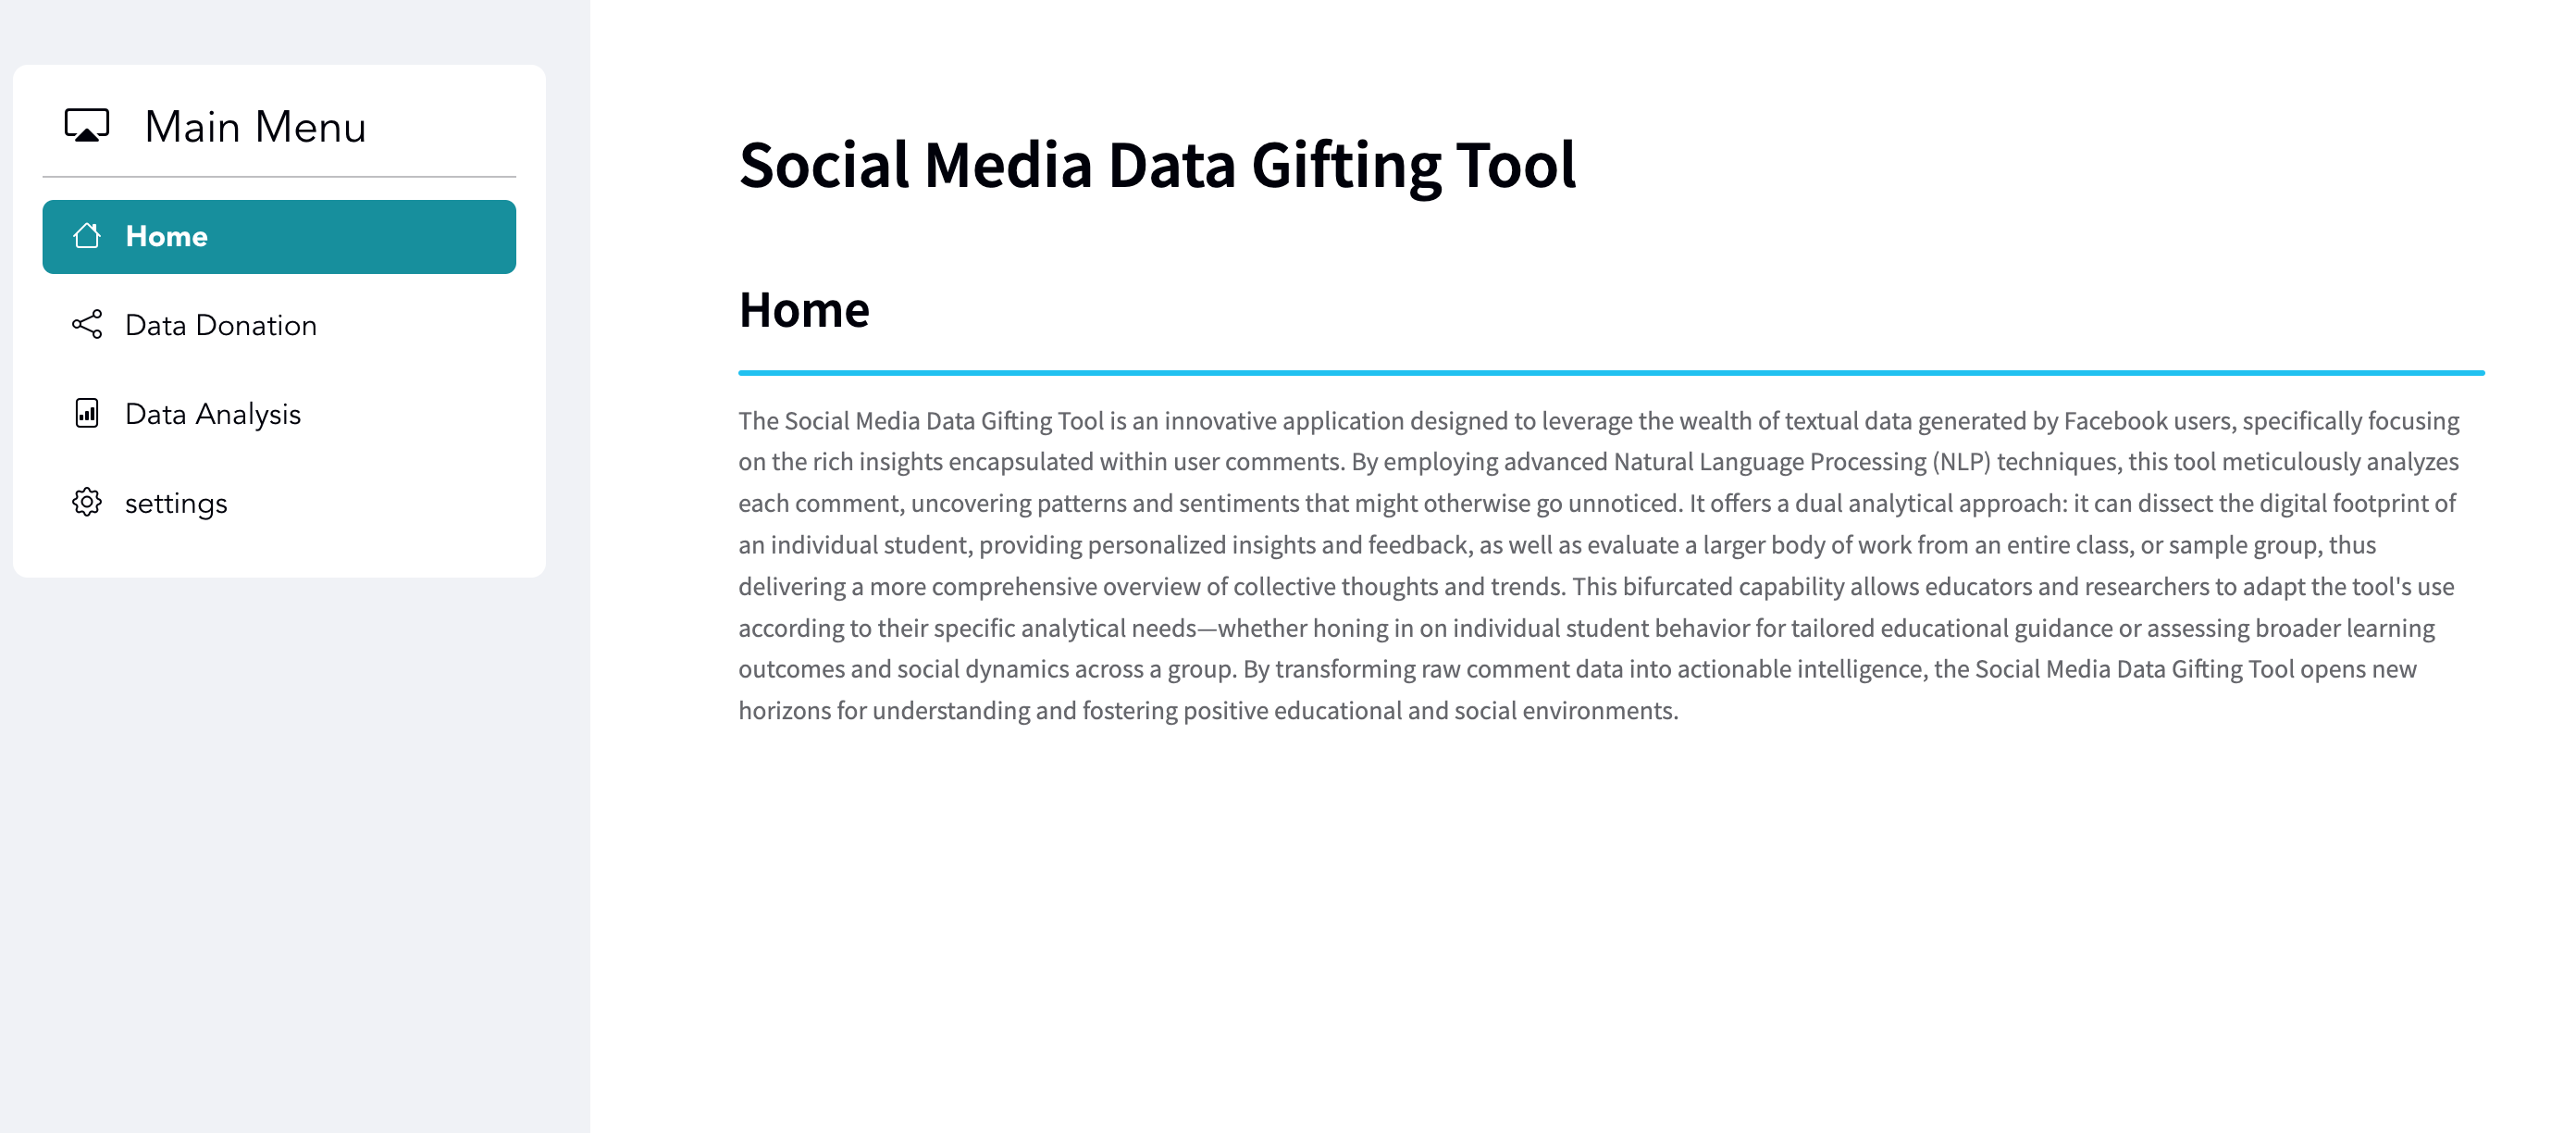 Main Menu
Home
Data Donation
Data Analysis
settings
Social Media Data Gifting Tool
Home
The Social Media Data Gifting Tool is an innovative application designed to leverage the wealth of textual data generated by Facebook users, specifically focusing
on the rich insights encapsulated within user comments. By employing advanced Natural Language Processing (NLP) techniques, this tool meticulously analyzes
each comment, uncovering patterns and sentiments that might otherwise go unnoticed. It offers a dual analytical approach: it can dissect the digital footprint of
an individual student, providing personalized insights and feedback, as well as evaluate a larger body of work from an entire class, or sample group, thus
delivering a more comprehensive overview of collective thoughts and trends. This bifurcated capability allows educators and researchers to adapt the tool's use
according to their specific analytical needs—whether honing in on individual student behavior for tailored educational guidance or assessing broader learning
outcomes and social dynamics across a group. By transforming raw comment data into actionable intelligence, the Social Media Data Gifting Tool opens new
horizons for understanding and fostering positive educational and social environments.